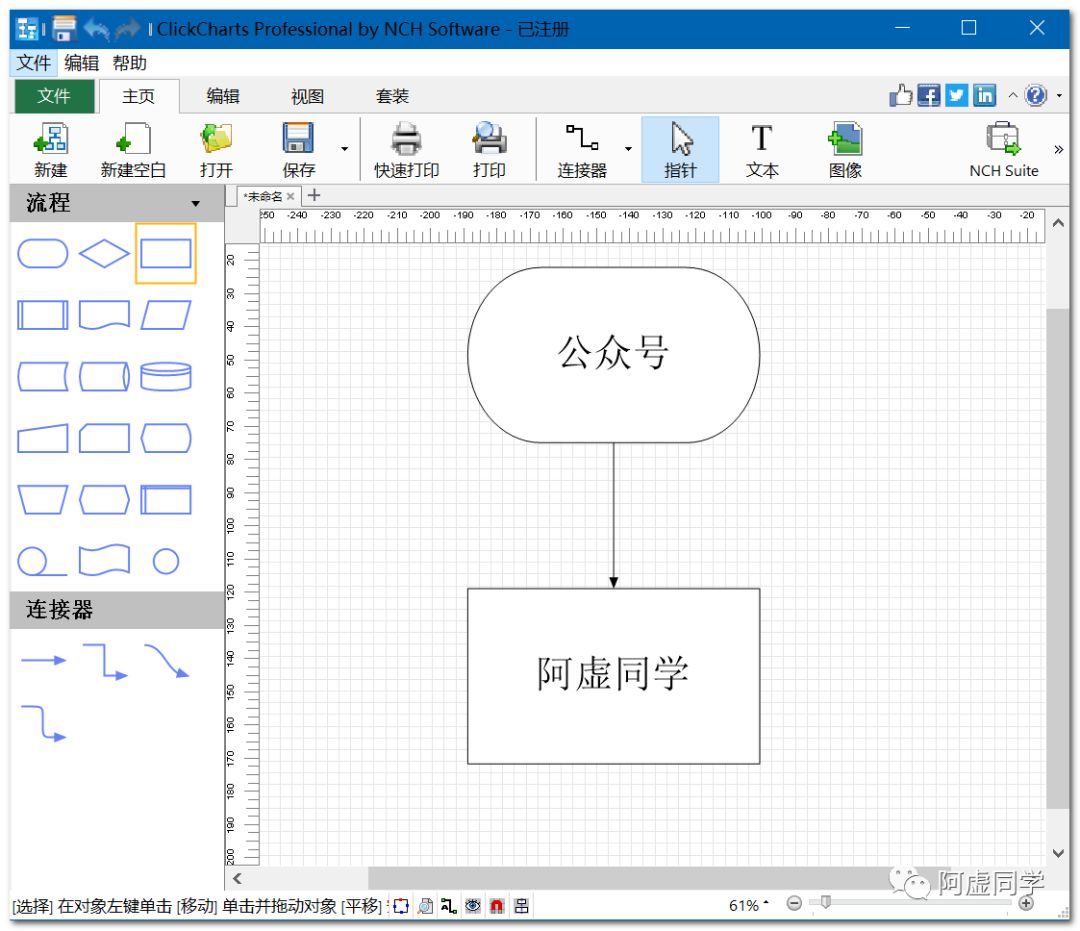 ClickCharts Professional by NCH Software - 已注册
文件 编辑 帮助
文件 主页 编辑 视图 套装
新建 新建空白 打开 保存 快速打印 打印 连接器 指针 文本 图像 NCH Suite
流程
*未命名
-240 -230 -220 -210 -200 -190 -180 -170 -160 -150 -140 -130 -120 -110 -100 -90 -80 -70 -60 -50 -40 -30 -20
20
30
40
50
60
70
80
90
100
110
120
130
140
150
160
170
180
190
200
公众号
阿虚同学
连接器
阿虚同学
[选择] 在对象左键单击 [移动] 单击并拖动对象 [平移]
61%